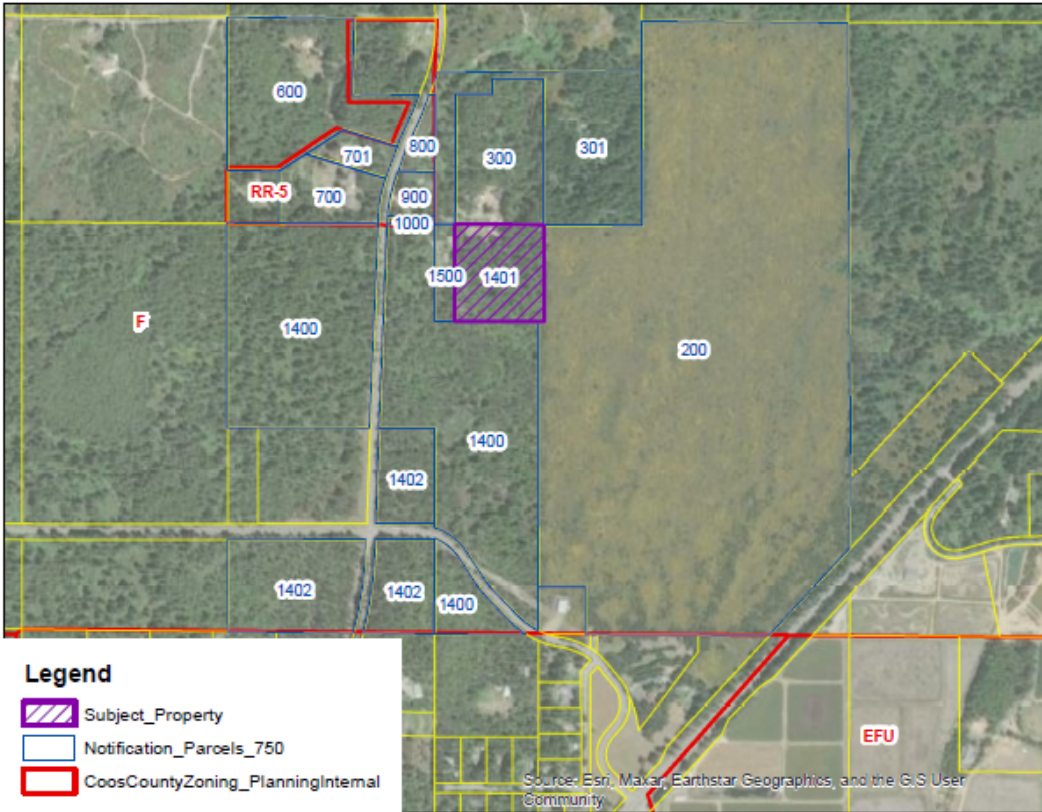 600
800
701
300
301
RR-5
700
900
1000
1500
1401
F
1400
200
1400
1402
1402
1402
1400
Legend
Subject_Property
Notification_Parcels_750
CoosCountyZoning_PlanningInternal
EFU
Source: Esri, Maxar, Earthstar Geographics, and the GIS User
Community